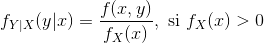 f_{Y|X}(y|x) = \frac{f(x, y)}{f_X(x)}, si f_X(x) > 0